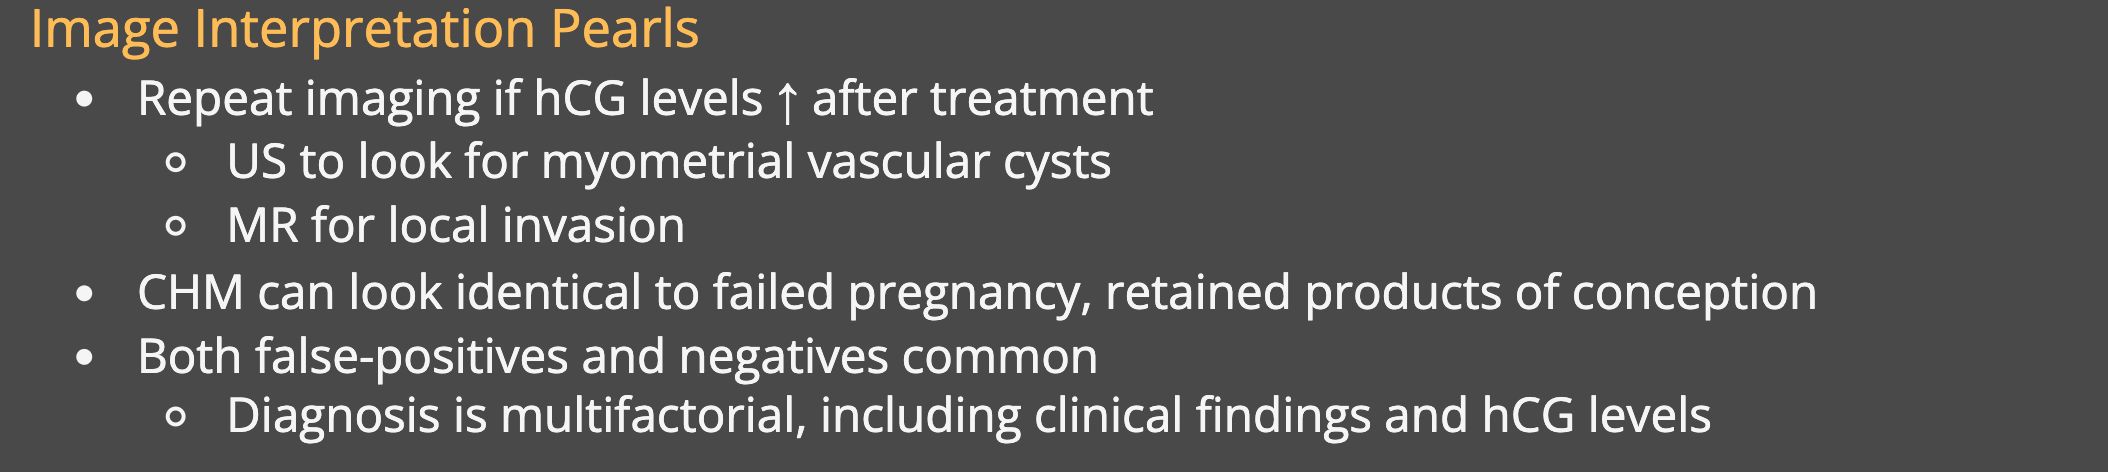 Image Interpretation Pearls
• Repeat imaging if hCG levels ↑ after treatment
○ US to look for myometrial vascular cysts
○ MR for local invasion
• CHM can look identical to failed pregnancy, retained products of conception
• Both false-positives and negatives common
○ Diagnosis is multifactorial, including clinical findings and hCG levels